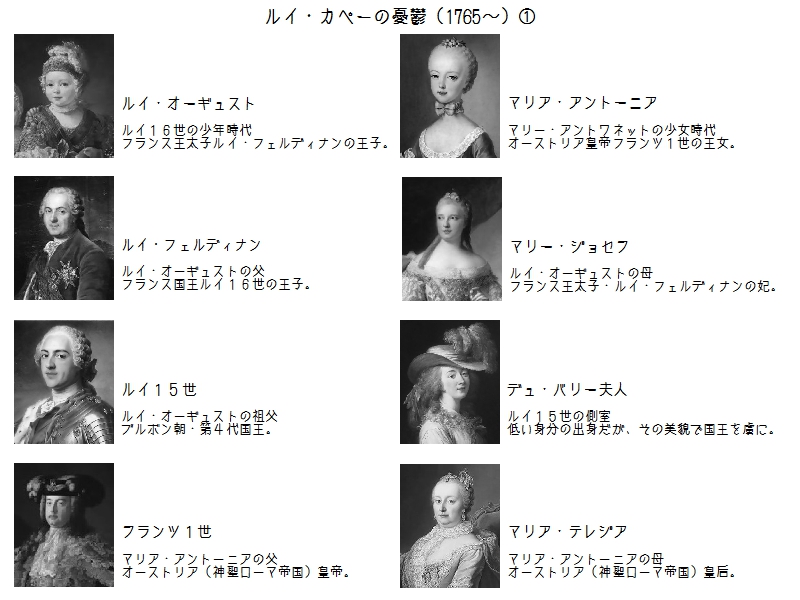 ルイ・カペーの憂鬱（1765～）①
ルイ・オーギュスト
ルイ１６世の少年時代
フランス王太子ルイ・フェルディナンの王子。
マリア・アントーニア
マリー・アントワネットの少女時代
オーストリア皇帝フランツ１世の王女。
ルイ・フェルディナン
ルイ・オーギュストの父
フランス国王ルイ１６世の王子。
マリー・ジョセフ
ルイ・オーギュストの母
フランス王太子・ルイ・フェルディナンの妃。
ルイ１５世
ルイ・オーギュストの祖父
ブルボン朝・第４代国王。
デュ・バリー夫人
ルイ１５世の側室
低い身分の出身だが、その美貌で国王を虜に。
フランツ１世
マリア・アントーニアの父
オーストリア（神聖ローマ帝国）皇帝。
マリア・テレジア
マリア・アントーニアの母
オーストリア（神聖ローマ帝国）皇后。